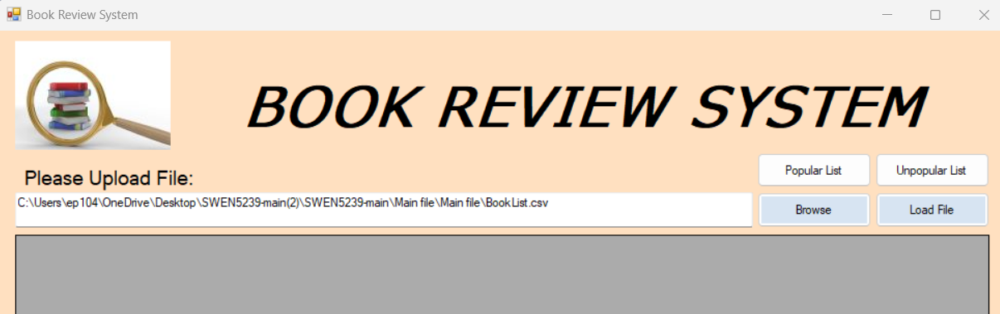 Book Review System
BOOK REVIEW SYSTEM
Please Upload File:
Popular List
Unpopular List
C:\Users\ep104\OneDrive\Desktop\SWEN5239-main(2)\SWEN5239-main\Main file\Main file\BookList.csv
Browse
Load File